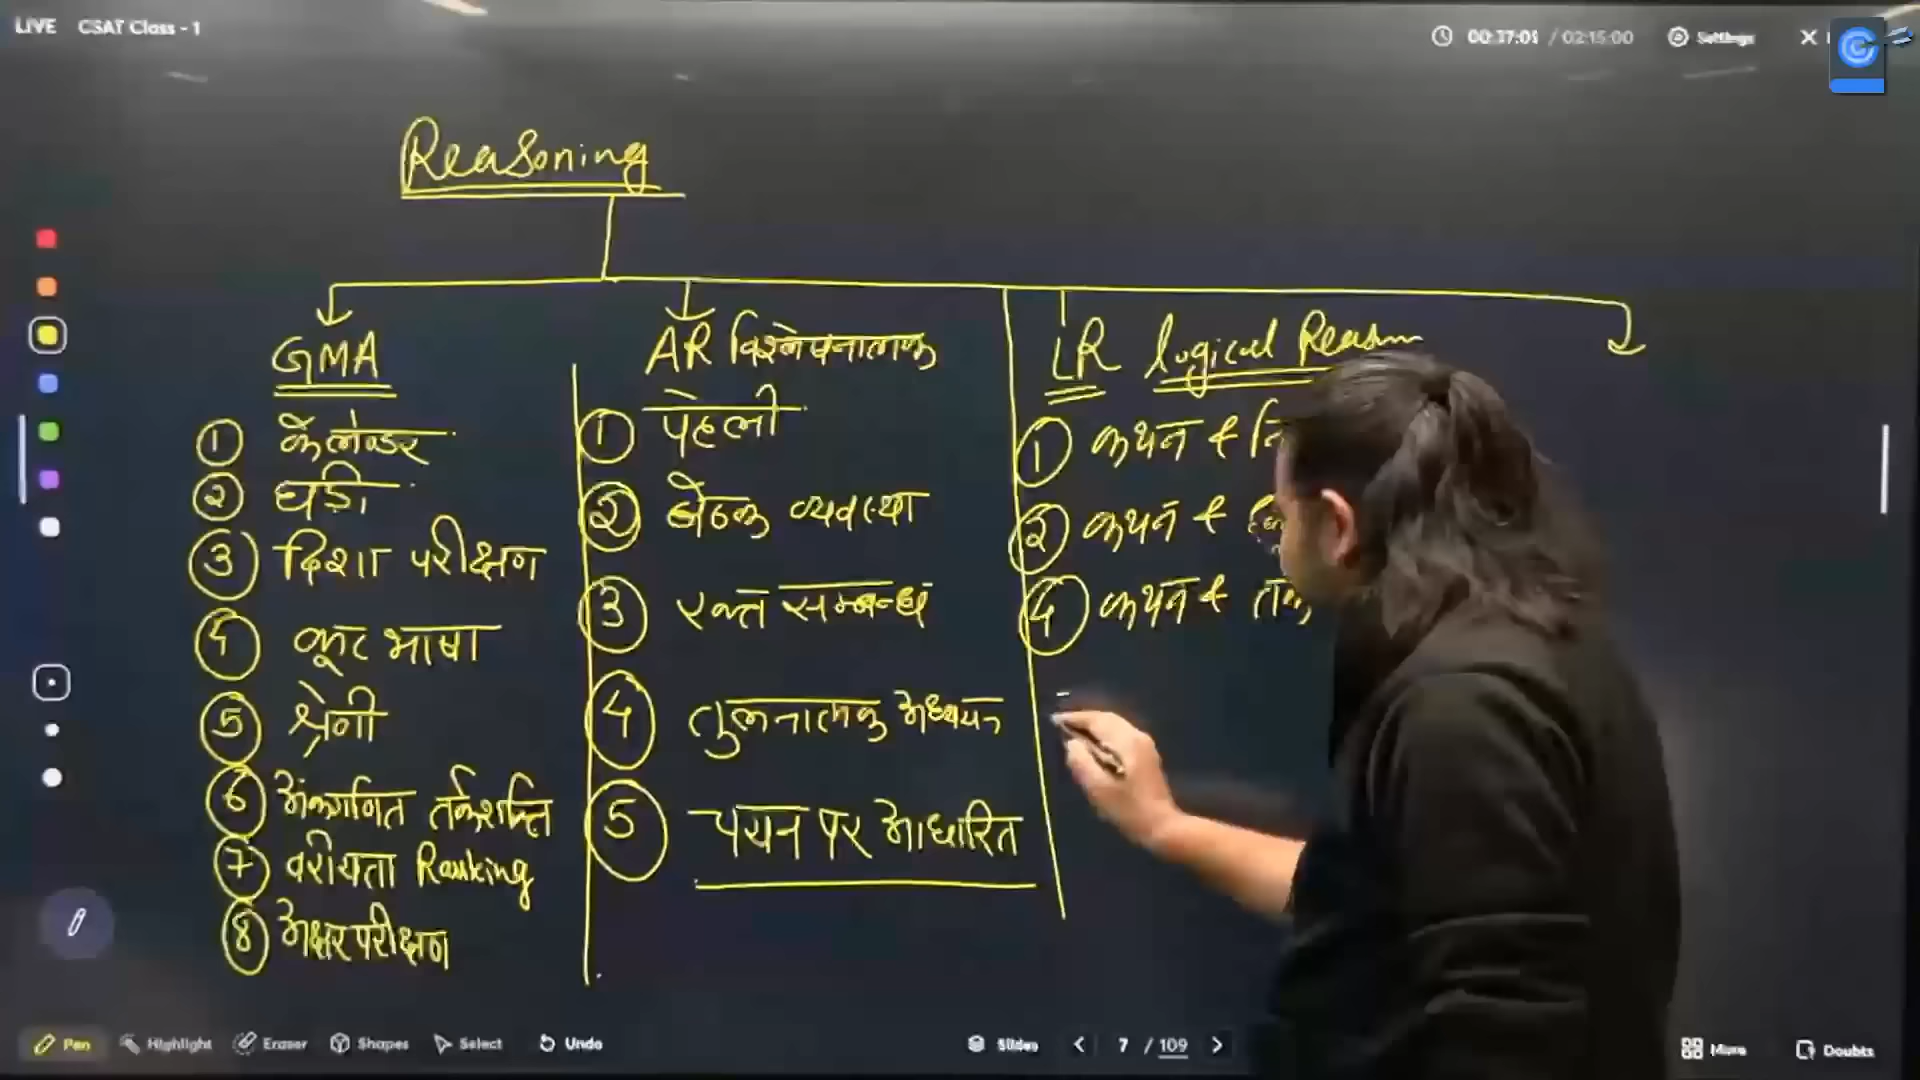 LIVE CSAT Class - 1
00:37:01 / 02:15:00 Settings
Reasoning
GMA
① कैलेण्डर
② घड़ी
③ दिशा परीक्षण
④ कूट भाषा
⑤ श्रेणी
⑥ अंकगणित तर्कशक्ति
⑦ वरीयता Ranking
⑧ अक्षर परीक्षण
AR विश्लेषनात्मक
① पहेली
② बैठक व्यवस्था
③ रक्त सम्बन्ध
④ तुलनात्मक अध्ययन
⑤ चयन पर आधारित
LR logical Reason
① कथन &
② कथन &
④ कथन &
Pen Highlight Eraser Shapes Select Undo
Slides 7 / 109
More Doubts